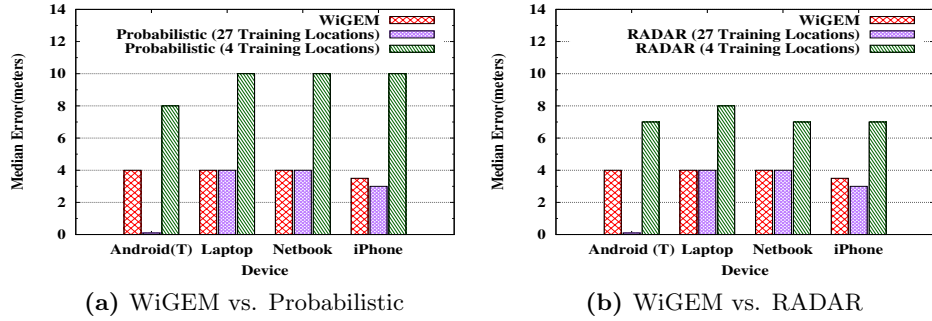 WiGEM
Probabilistic (27 Training Locations)
Probabilistic (4 Training Locations)
Median Error(meters)
14
12
10
8
6
4
2
0
Android(T) Laptop Netbook iPhone
Device
(a) WiGEM vs. Probabilistic
WiGEM
RADAR (27 Training Locations)
RADAR (4 Training Locations)
Median Error(meters)
14
12
10
8
6
4
2
0
Android (T) Laptop Netbook iPhone
Device
(b) WiGEM vs. RADAR